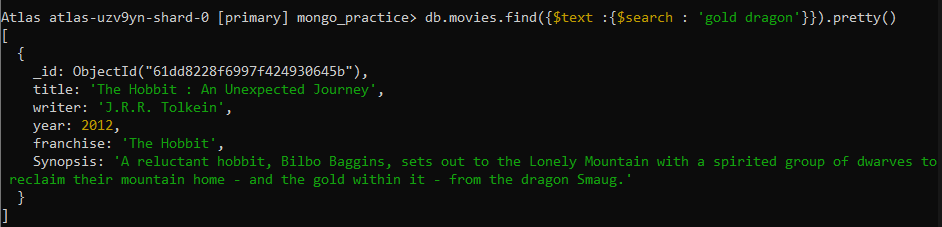 Atlas atlas-uzv9yn-shard-0 [primary] mongo_practice> db.movies.find({$text :{$search : 'gold dragon'}}).pretty()
[
  {
    _id: ObjectId("61dd8228f6997f424930645b"),
    title: 'The Hobbit : An Unexpected Journey',
    writer: 'J.R.R. Tolkein',
    year: 2012,
    franchise: 'The Hobbit',
    Synopsis: 'A reluctant hobbit, Bilbo Baggins, sets out to the Lonely Mountain with a spirited group of dwarves to
 reclaim their mountain home - and the gold within it - from the dragon Smaug.'
  }
]